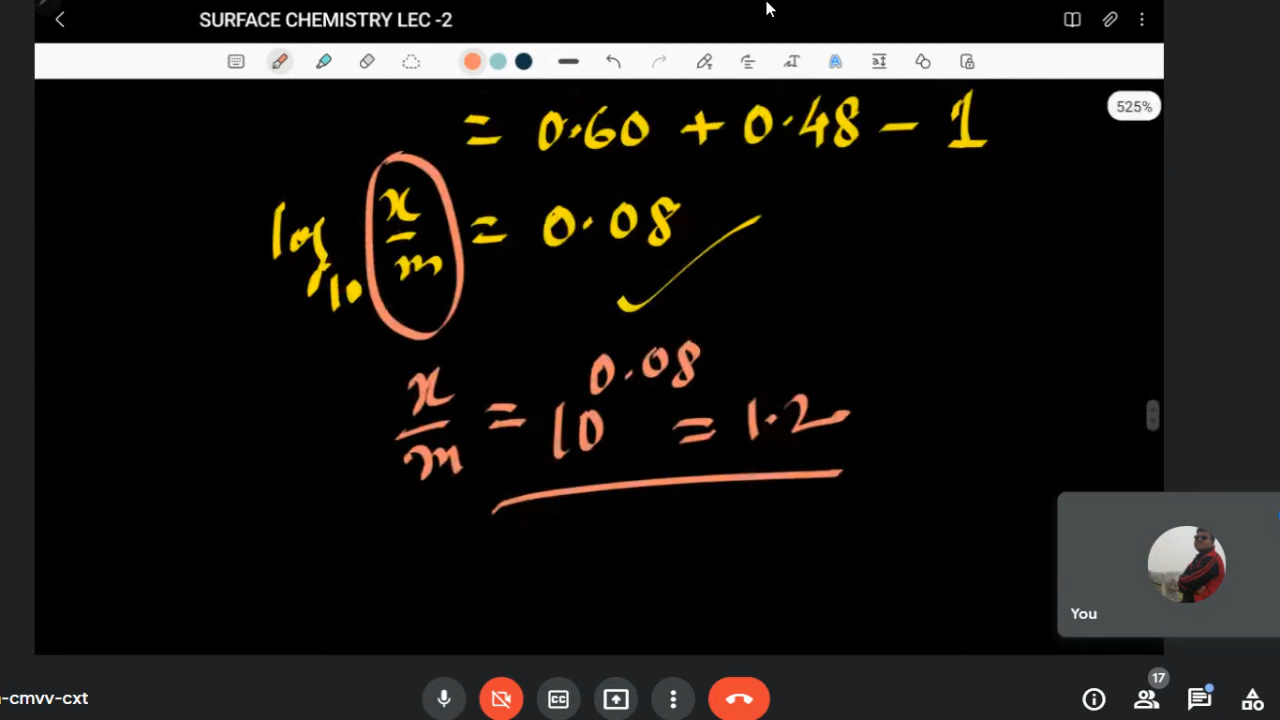 SURFACE CHEMISTRY LEC -2
525%
= 0.60 + 0.48 - 1
log₁₀ x/m = 0.08
x/m = 10^0.08 = 1.2
You
-cmvv-cxt
17